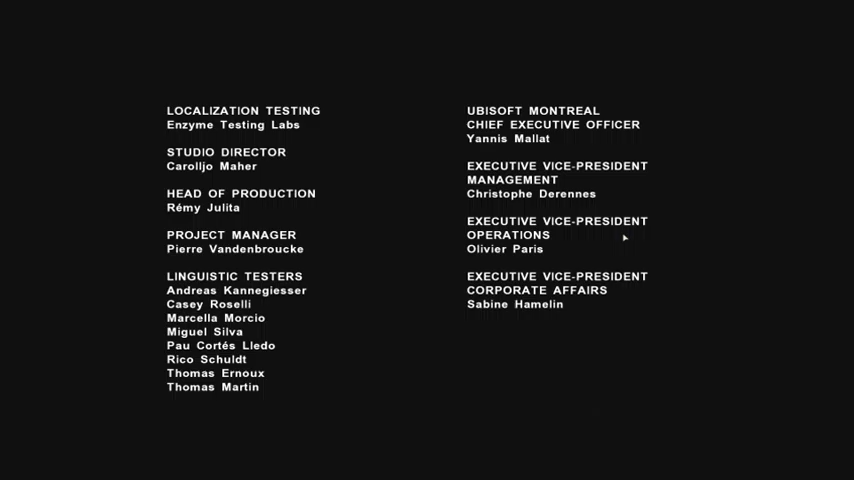 LOCALIZATION TESTING
Enzyme Testing Labs
STUDIO DIRECTOR
Carolljo Maher
HEAD OF PRODUCTION
Rémy Julita
PROJECT MANAGER
Pierre Vandenbroucke
LINGUISTIC TESTERS
Andreas Kannegiesser
Casey Roselli
Marcella Morcio
Miguel Silva
Pau Cortés Lledo
Rico Schuldt
Thomas Ernoux
Thomas Martin
UBISOFT MONTREAL
CHIEF EXECUTIVE OFFICER
Yannis Mallat
EXECUTIVE VICE-PRESIDENT
MANAGEMENT
Christophe Derennes
EXECUTIVE VICE-PRESIDENT
OPERATIONS
Olivier Paris
EXECUTIVE VICE-PRESIDENT
CORPORATE AFFAIRS
Sabine Hamelin